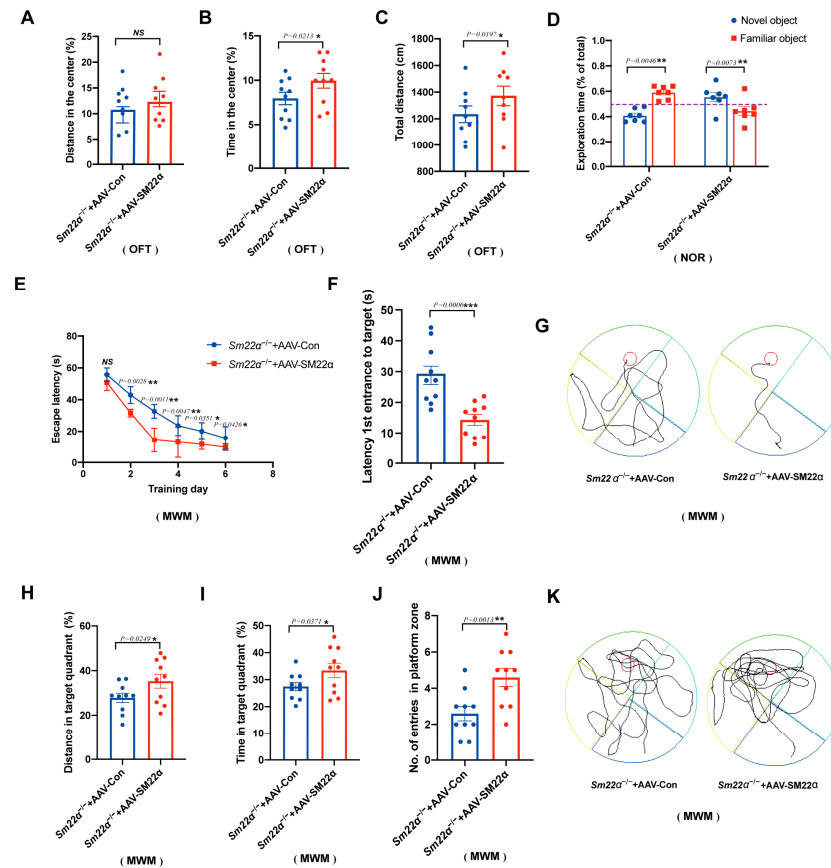 A
Distance in the center (%)
25
20
15
10
5
0
NS
Sm22α⁻/⁻+AAV-Con
Sm22α⁻/⁻+AAV-SM22α
( OFT )
B
Time in the center (%)
15
10
5
0
P=0.0213 *
Sm22α⁻/⁻+AAV-Con
Sm22α⁻/⁻+AAV-SM22α
( OFT )
C
Total distance (cm)
1800
1600
1400
1200
1000
800
P=0.0197 *
Sm22α⁻/⁻+AAV-Con
Sm22α⁻/⁻+AAV-SM22α
( OFT )
D
Novel object
Familiar object
Exploration time (% of total)
1.0
0.8
0.6
0.4
0.2
0.0
P=0.0046 **
P=0.0073 **
Sm22α⁻/⁻+AAV-Con
Sm22α⁻/⁻+AAV-SM22α
( NOR )
E
Escape latency (s)
80
60
40
20
0
Sm22α⁻/⁻+AAV-Con
Sm22α⁻/⁻+AAV-SM22α
NS
P=0.0028 **
P=0.0011 **
P=0.0047 **
P=0.0351 *
P=0.0426 *
0 2 4 6 8
Training day
( MWM )
F
Latency 1st entrance to target (s)
50
40
30
20
10
0
P=0.0006 ***
Sm22α⁻/⁻+AAV-Con
Sm22α⁻/⁻+AAV-SM22α
( MWM )
G
Sm22α⁻/⁻+AAV-Con
Sm22α⁻/⁻+AAV-SM22α
( MWM )
H
Distance in target quadrant (%)
60
40
20
0
P=0.0249 *
Sm22α⁻/⁻+AAV-Con
Sm22α⁻/⁻+AAV-SM22α
( MWM )
I
Time in target quadrant (%)
50
40
30
20
10
0
P=0.0371 *
Sm22α⁻/⁻+AAV-Con
Sm22α⁻/⁻+AAV-SM22α
( MWM )
J
No. of entries in platform zone
8
6
4
2
0
P=0.0013 **
Sm22α⁻/⁻+AAV-Con
Sm22α⁻/⁻+AAV-SM22α
( MWM )
K
Sm22α⁻/⁻+AAV-Con
Sm22α⁻/⁻+AAV-SM22α
( MWM )